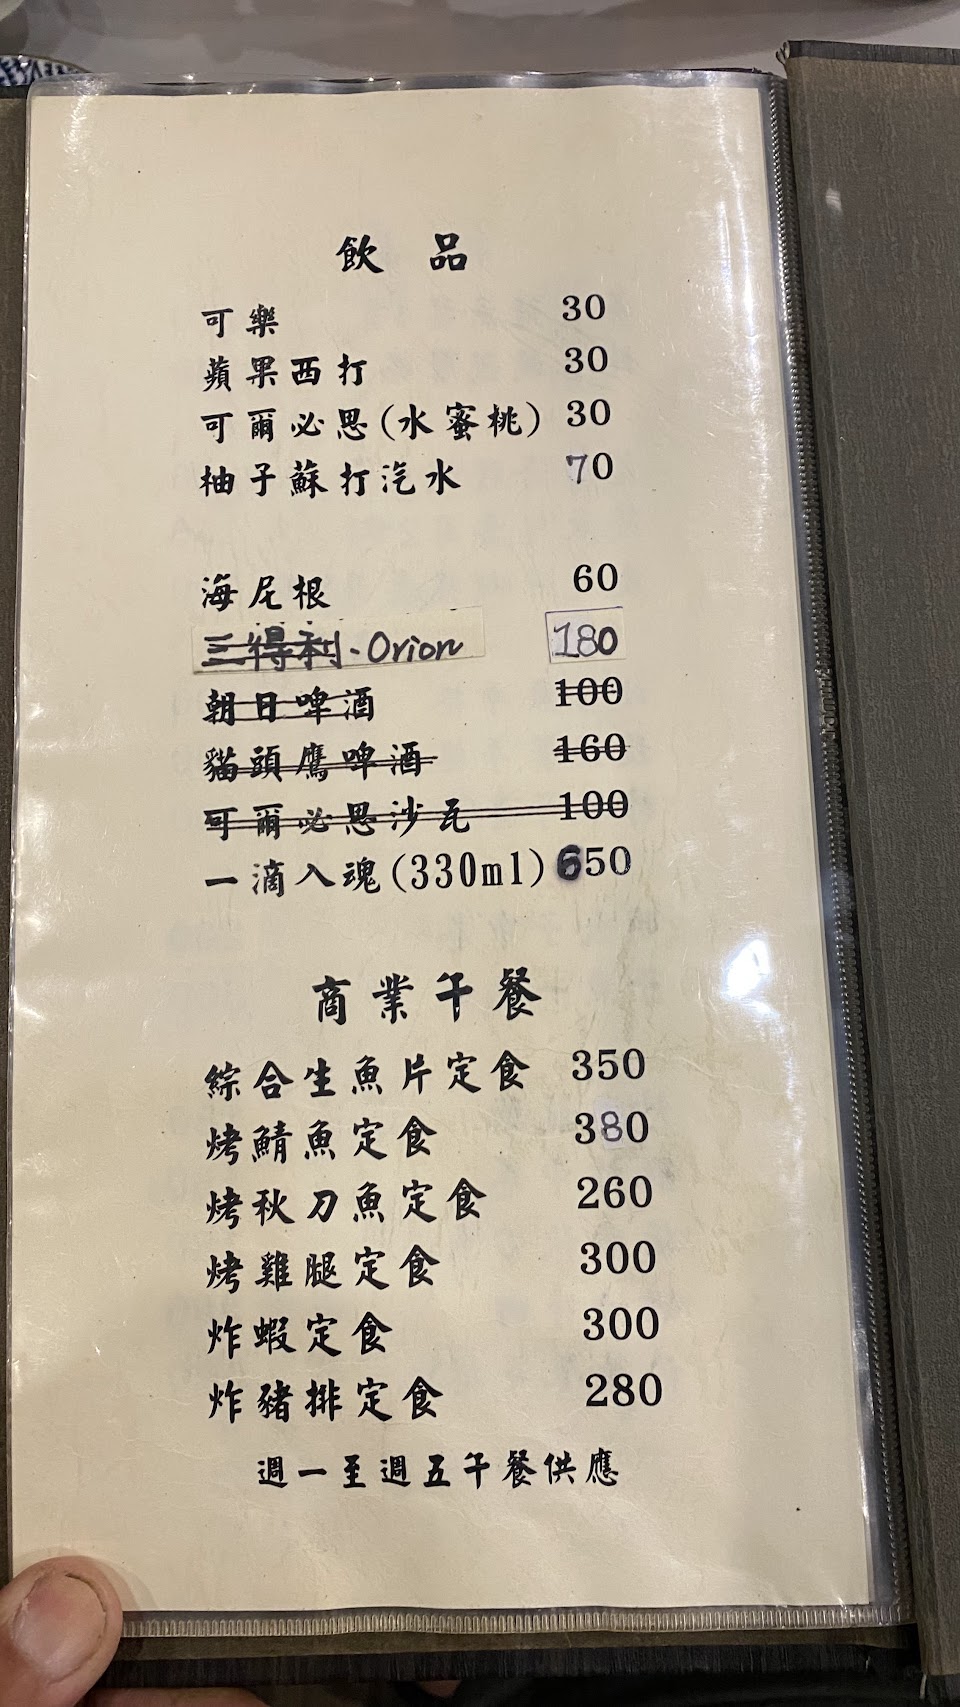 飲品
可樂 30
蘋果西打 30
可爾必思(水蜜桃) 30
柚子蘇打汽水 70
海尼根 60
三得利·Orion 180
朝日啤酒 100
貓頭鷹啤酒 160
可爾必思沙瓦 100
一滴入魂(330ml) 650
商業午餐
綜合生魚片定食 350
烤鯖魚定食 380
烤秋刀魚定食 260
烤雞腿定食 300
炸蝦定食 300
炸豬排定食 280
週一至週五午餐供應